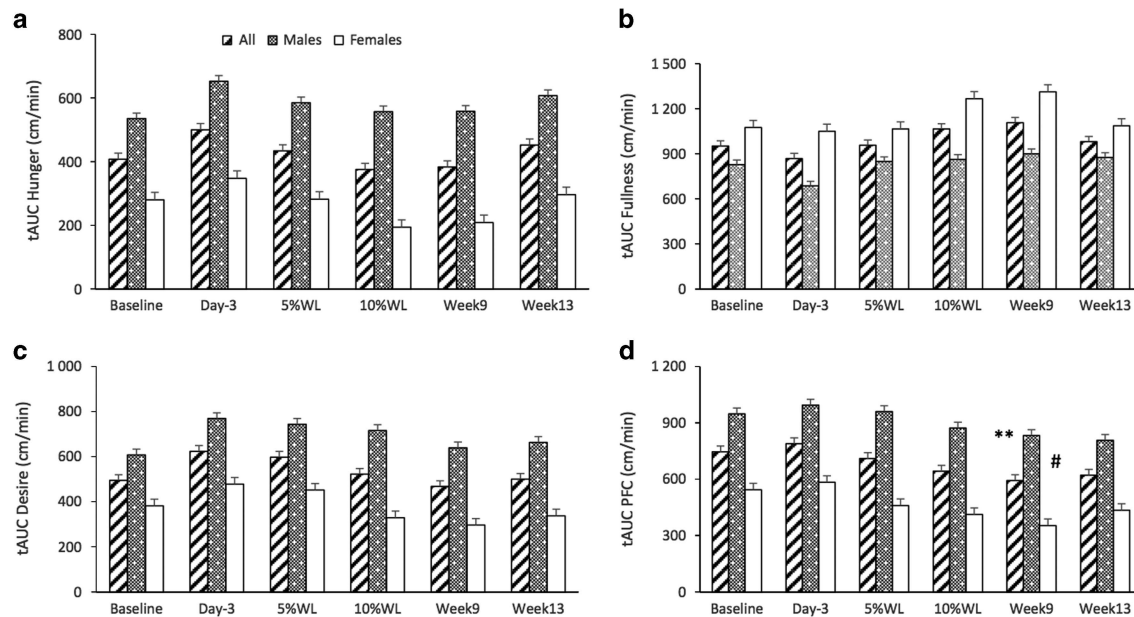 a
tAUC Hunger (cm/min)
800
600
400
200
0
All Males Females
Baseline Day-3 5%WL 10%WL Week9 Week13
b
tAUC Fullness (cm/min)
1 500
1200
900
600
300
0
Baseline Day-3 5%WL 10%WL Week9 Week13
c
tAUC Desire (cm/min)
1 000
800
600
400
200
0
Baseline Day-3 5%WL 10%WL Week9 Week13
d
tAUC PFC (cm/min)
1 200
900
600
300
0
**
#
Baseline Day-3 5%WL 10%WL Week9 Week13